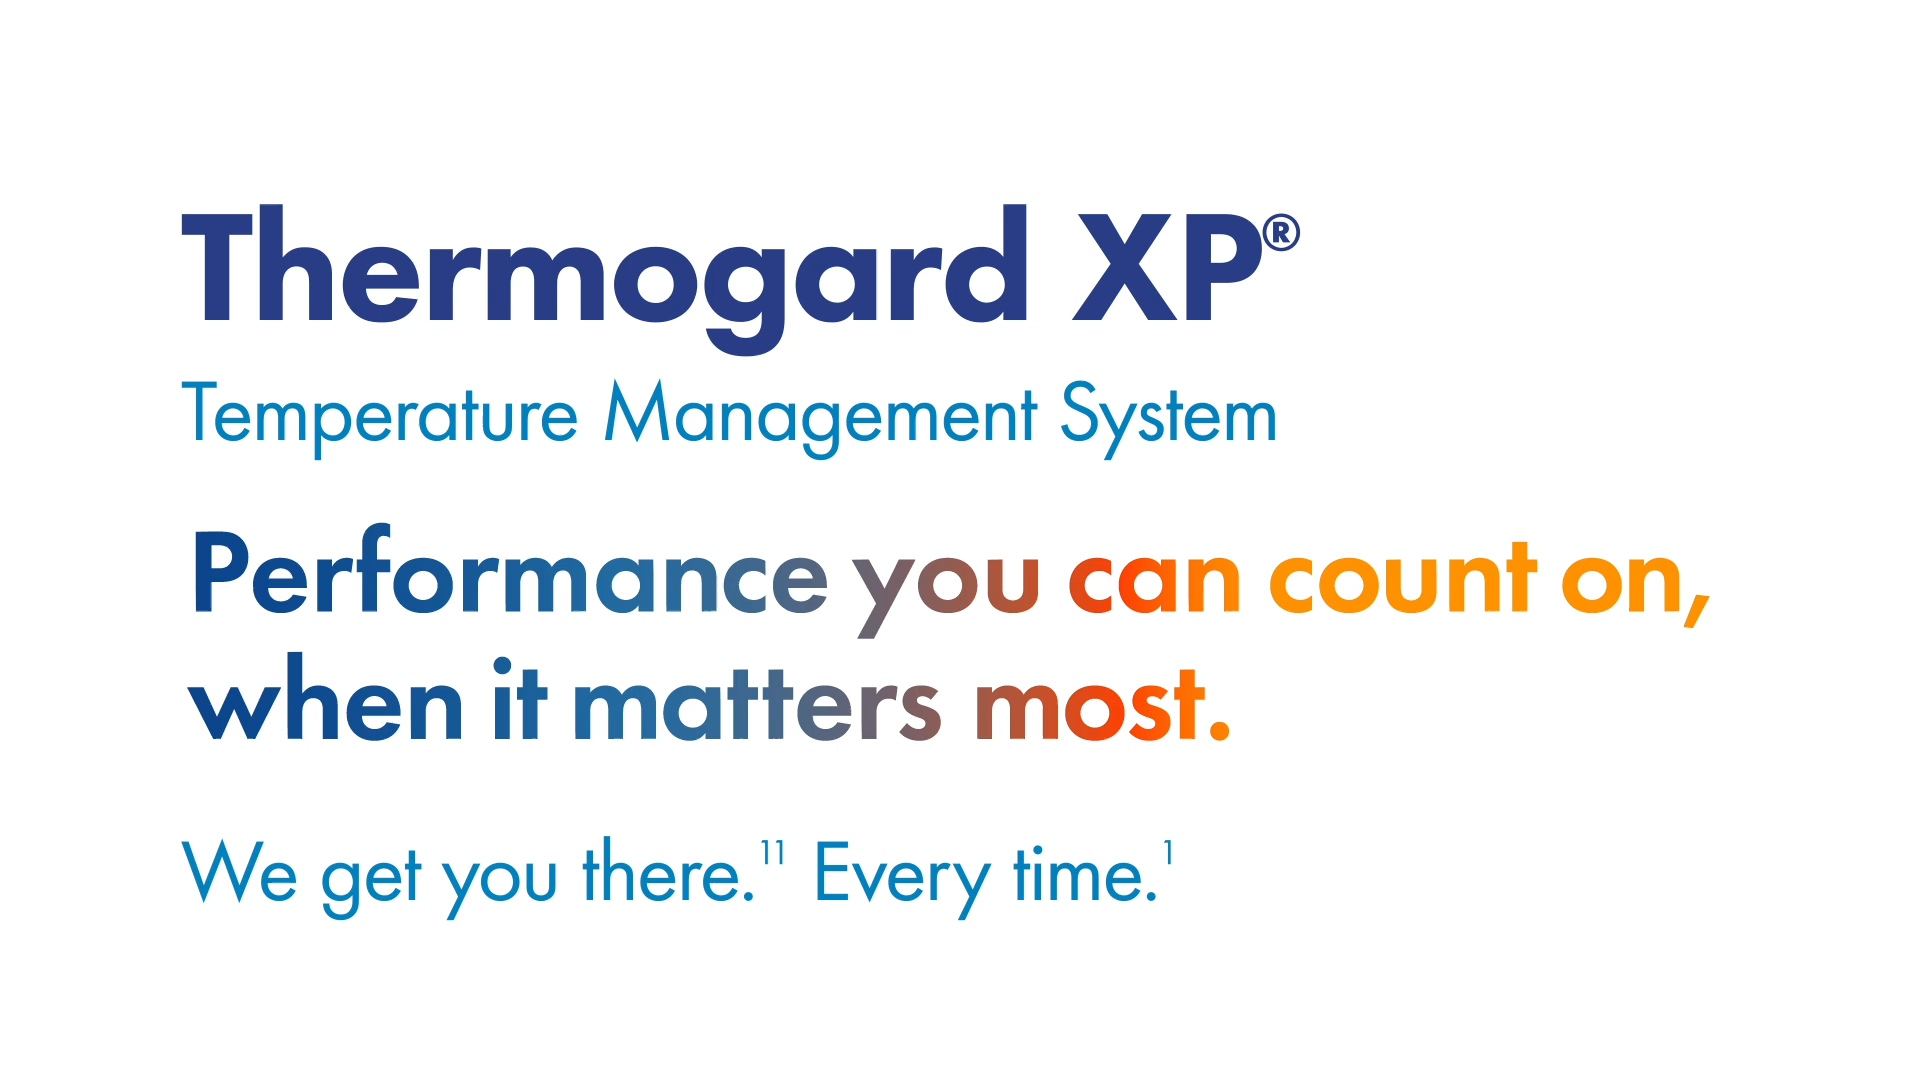 Thermogard XP®
Temperature Management System
Performance you can count on,
when it matters most.
We get you there.¹¹ Every time.¹